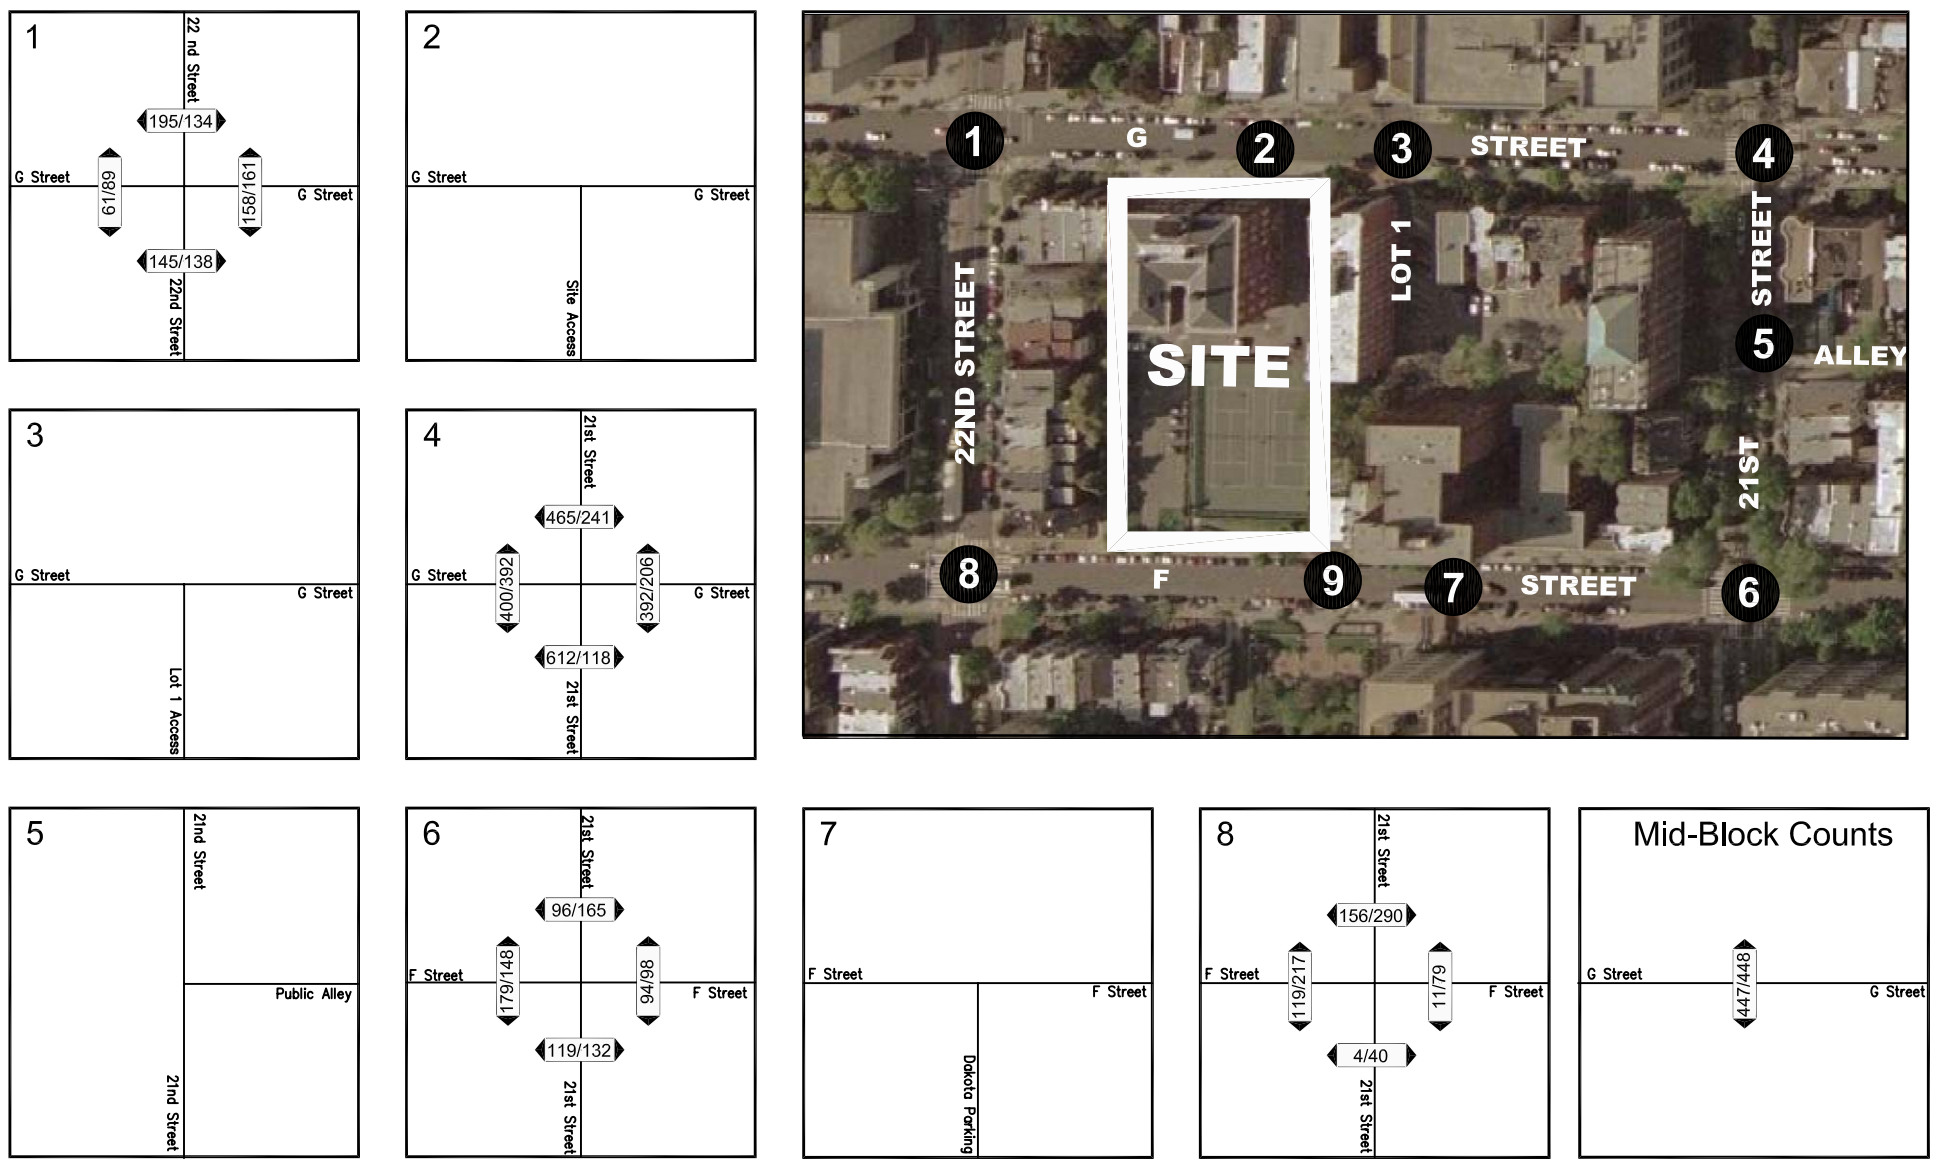 1
22 nd Street
195/134
G Street
61/89
158/161
G Street
145/138
22nd Street
2
G Street
G Street
Site Access
3
G Street
G Street
Lot 1 Access
4
21st Street
465/241
G Street
400/392
392/206
G Street
612/118
21st Street
1
G
2
3
STREET
4
22ND STREET
SITE
LOT 1
STREET
5
ALLEY
21ST
8
F
9
7
STREET
6
5
21nd Street
Public Alley
21nd Street
6
21st Street
96/165
F Street
179/148
94/98
F Street
119/132
21st Street
7
F Street
F Street
Dakota Parking
8
21st Street
156/290
F Street
119/217
11/79
F Street
4/40
21st Street
Mid-Block Counts
G Street
447/448
G Street